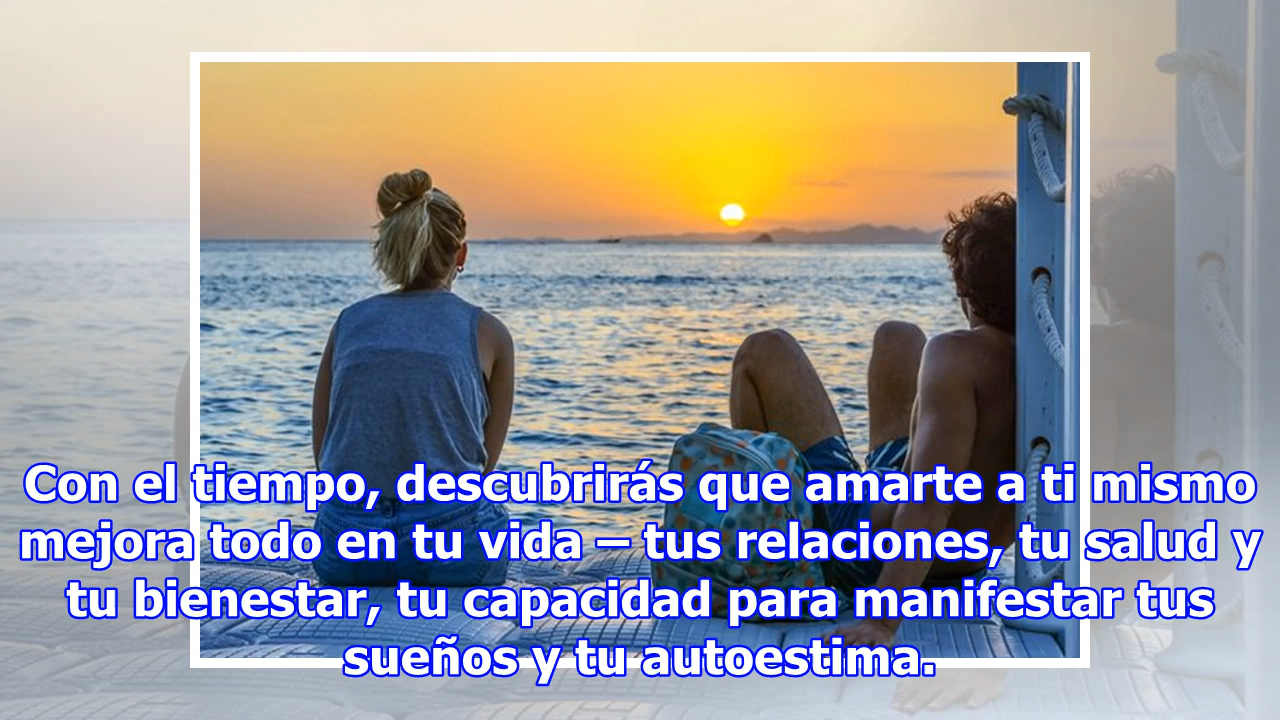 Con el tiempo, descubrirás que amarte a ti mismo
mejora todo en tu vida – tus relaciones, tu salud y
tu bienestar, tu capacidad para manifestar tus
sueños y tu autoestima.